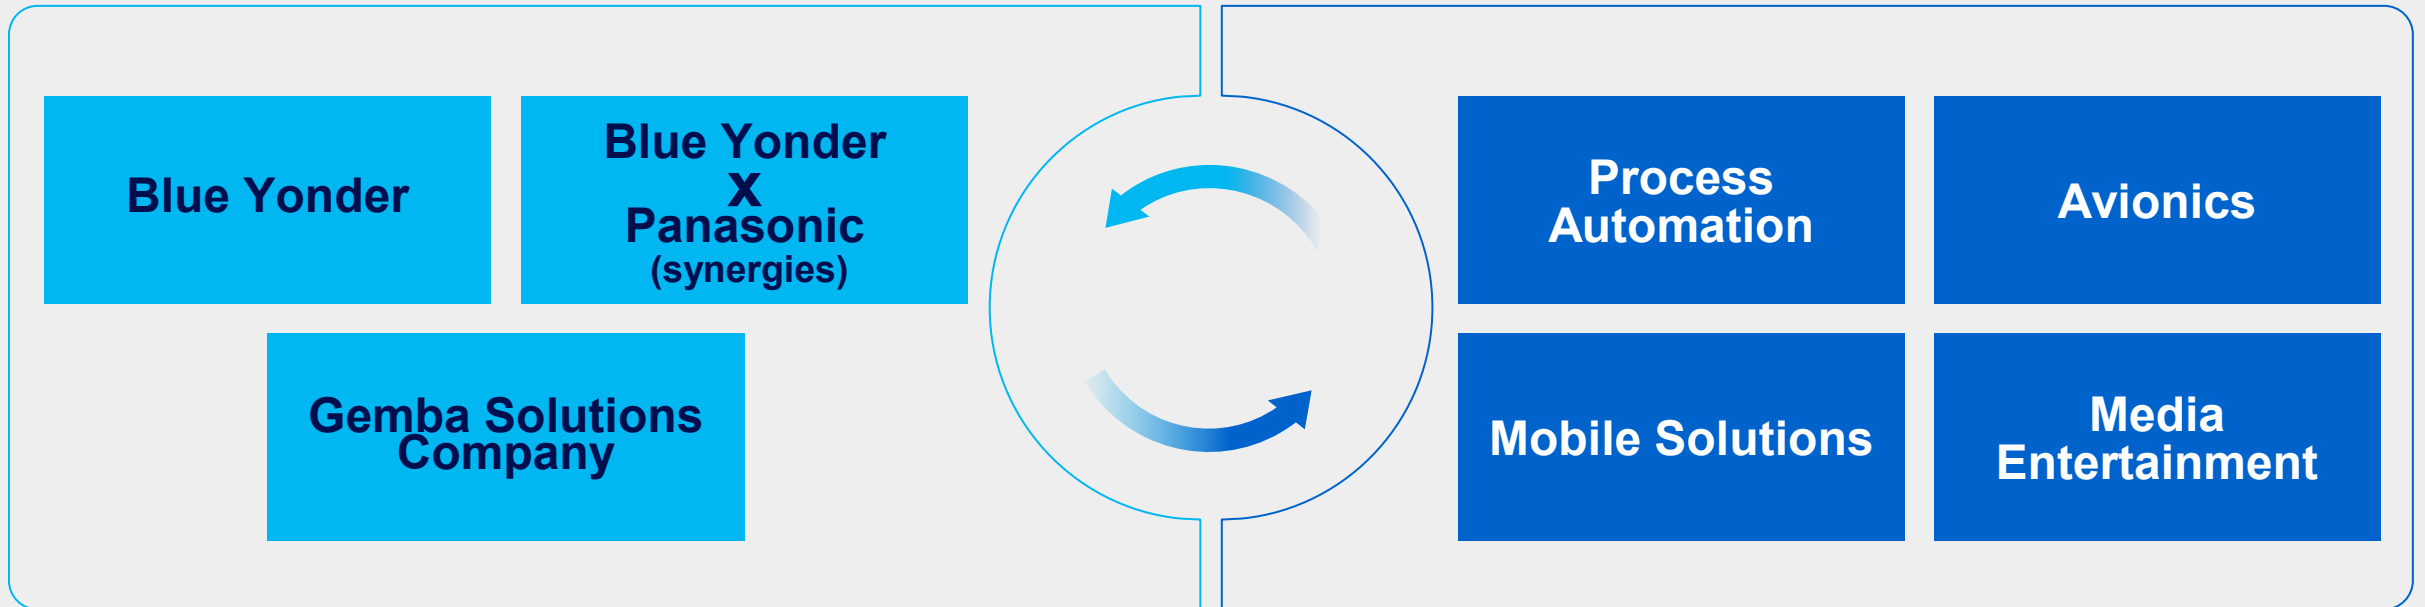 Blue Yonder
Blue Yonder
x
Panasonic
(synergies)
Gemba Solutions
Company
Process
Automation
Avionics
Mobile Solutions
Media
Entertainment